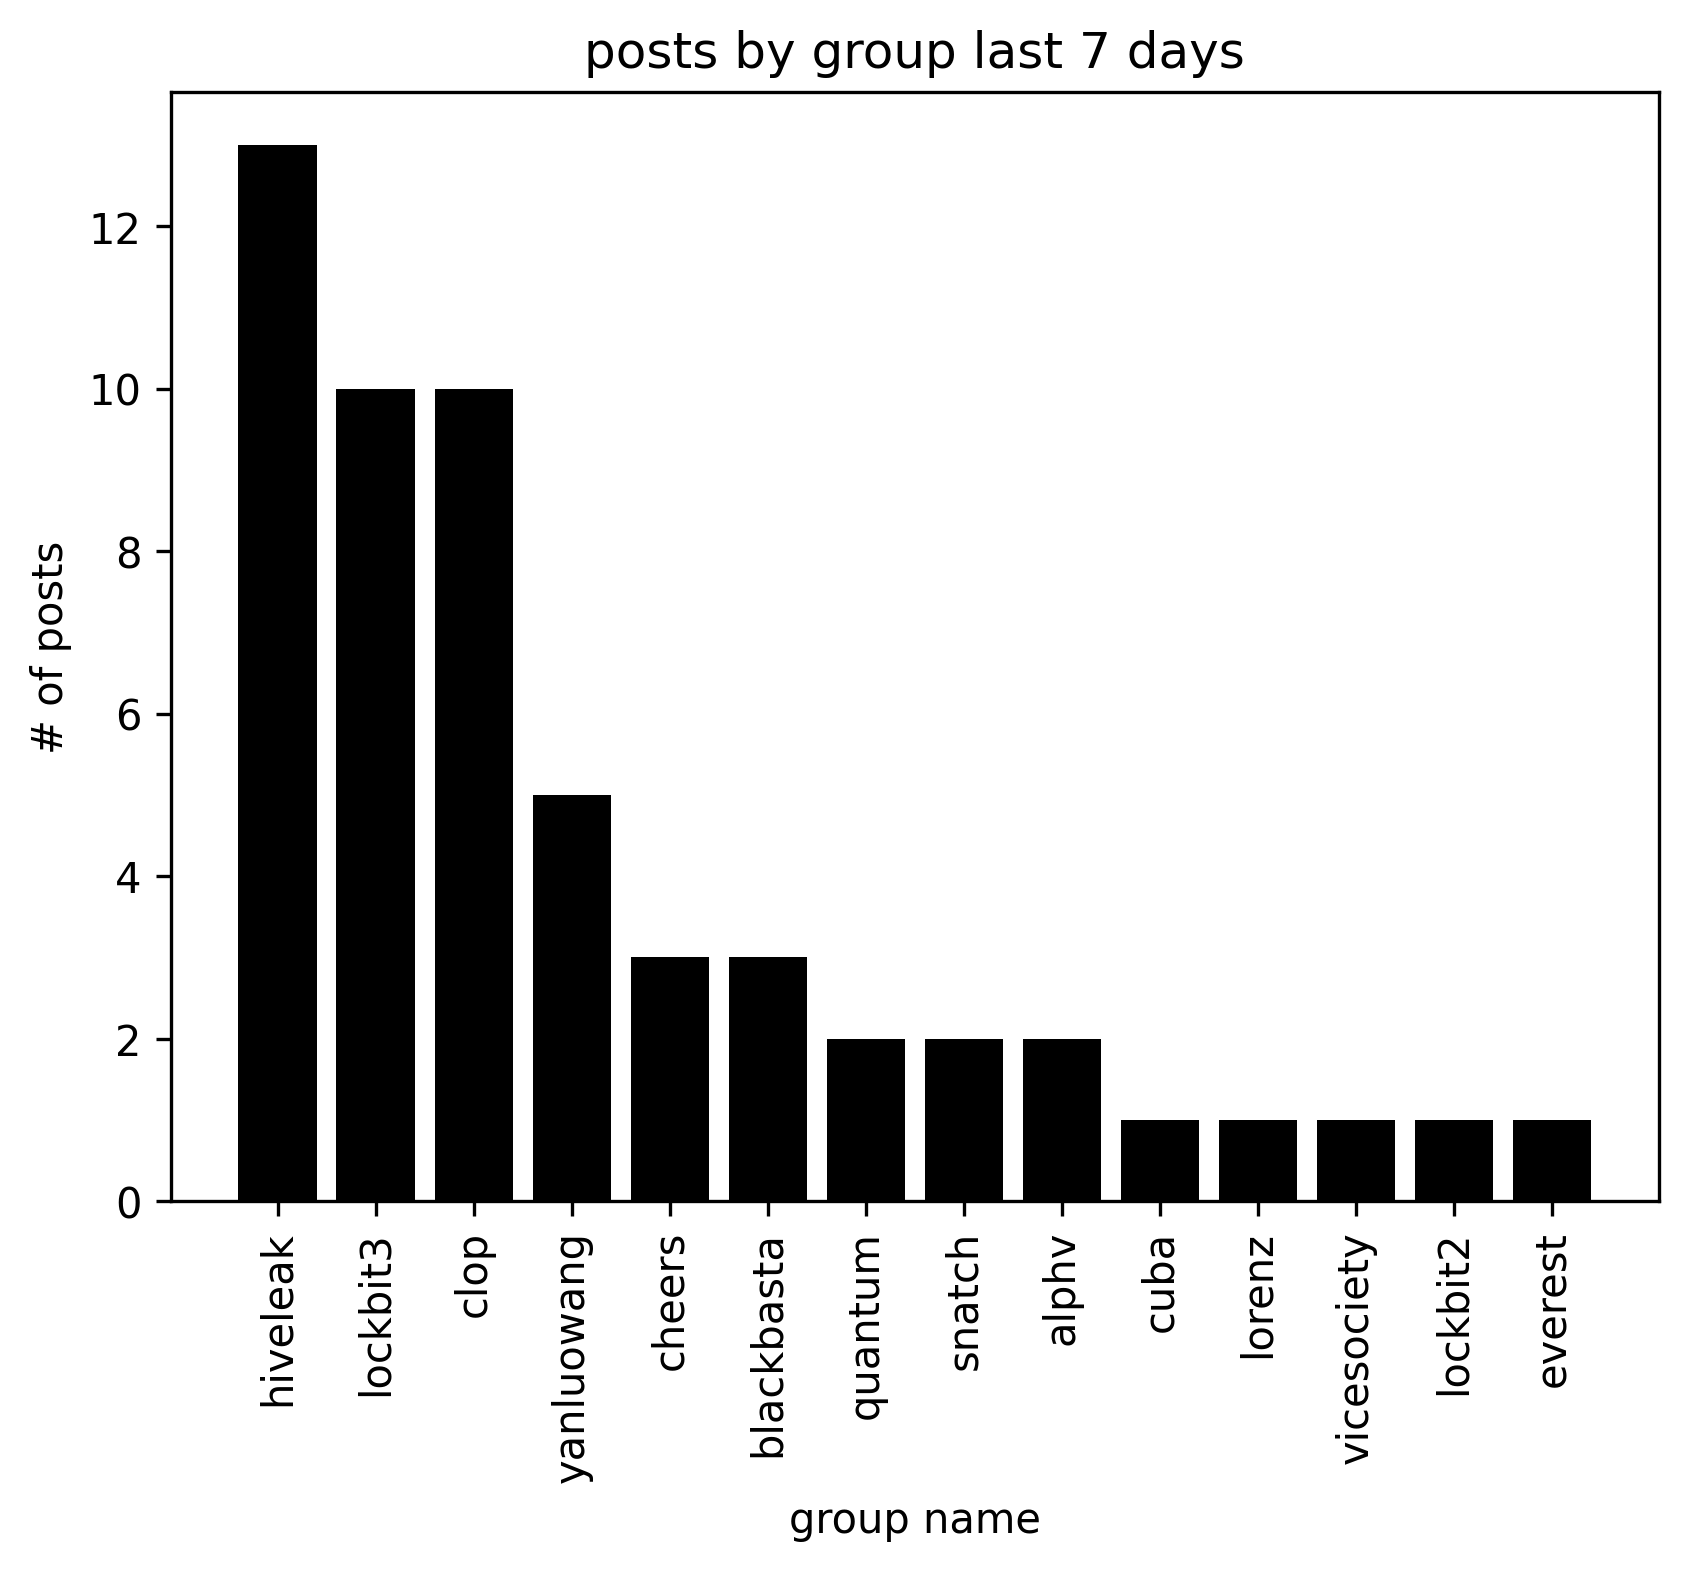 posts by group last 7 days
# of posts
12
10
8
6
4
2
0
hiveleak
lockbit3
clop
yanluowang
cheers
blackbasta
quantum
snatch
alphv
cuba
lorenz
vicesociety
lockbit2
everest
group name